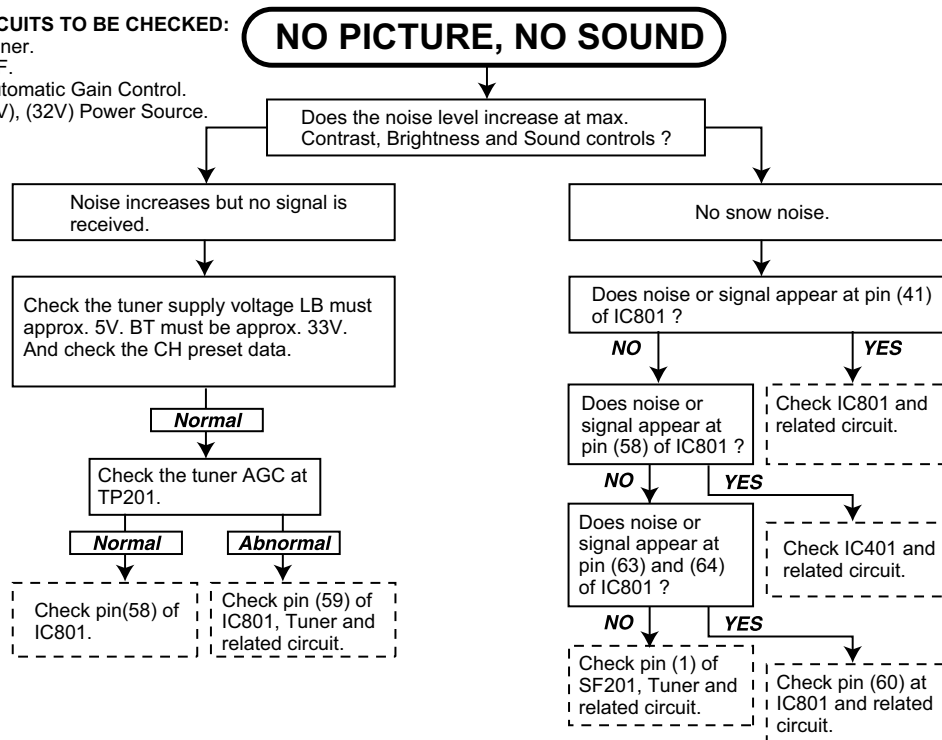 CUITS TO BE CHECKED:
NO PICTURE, NO SOUND
ner.
F.
utomatic Gain Control.
V), (32V) Power Source.
Does the noise level increase at max.
Contrast, Brightness and Sound controls ?
Noise increases but no signal is
received.
No snow noise.
Check the tuner supply voltage LB must
approx. 5V. BT must be approx. 33V.
And check the CH preset data.
Does noise or signal appear at pin (41)
of IC801 ?
NO
YES
Normal
Does noise or
signal appear at
pin (58) of IC801 ?
Check IC801 and
related circuit.
Check the tuner AGC at
TP201.
NO
YES
Normal
Abnormal
Does noise or
signal appear at
pin (63) and (64)
of IC801 ?
Check IC401 and
related circuit.
Check pin(58) of
IC801.
Check pin (59) of
IC801, Tuner and
related circuit.
NO
YES
Check pin (1) of
SF201, Tuner and
related circuit.
Check pin (60) at
IC801 and related
circuit.